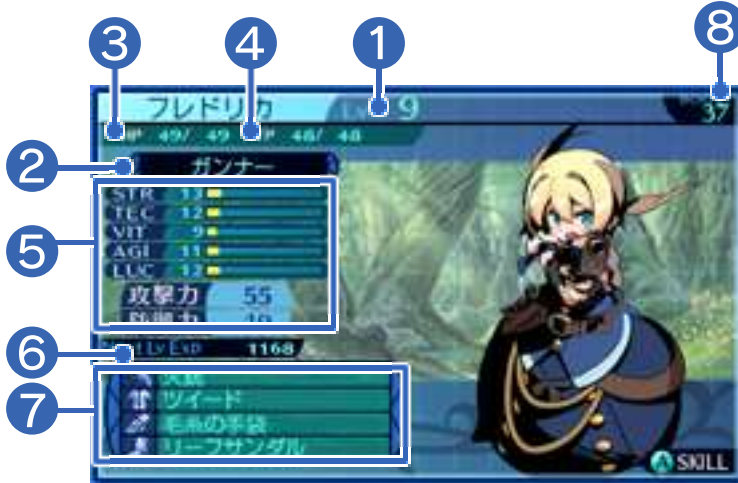 3 4 1 8
フレドリカ 9
37
49/ 49 48/ 48
2 ガンナー
STR 13
TEC 12
VIT 9
AGI 11
LUC 12
5
攻撃力 55
6 Lv Exp 1168
7
ツイード
毛糸の手袋
リーフサンダル
A SKILL